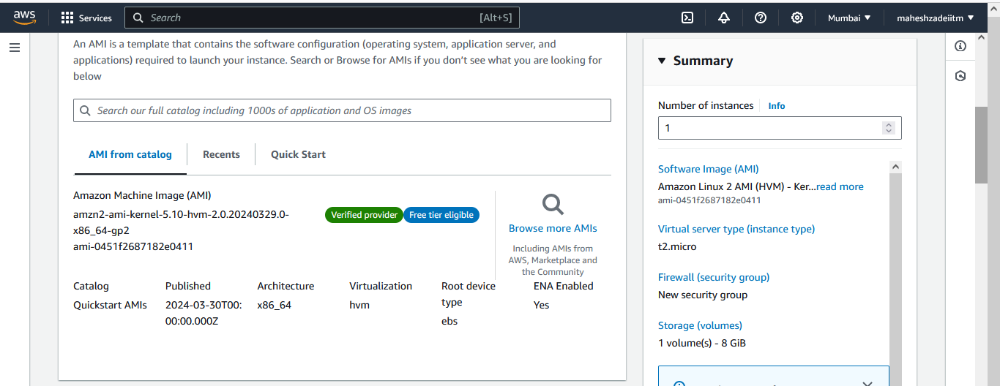 aws
Services
Search
[Alt+S]
Mumbai
maheshzadeiitm
An AMI is a template that contains the software configuration (operating system, application server, and
applications) required to launch your instance. Search or Browse for AMIs if you don’t see what you are looking for
below
Search our full catalog including 1000s of application and OS images
AMI from catalog
Recents
Quick Start
Amazon Machine Image (AMI)
amzn2-ami-kernel-5.10-hvm-2.0.20240329.0-
x86_64-gp2
ami-0451f2687182e0411
Verified provider
Free tier eligible
Browse more AMIs
Including AMIs from
AWS, Marketplace and
the Community
Catalog
Quickstart AMIs
Published
2024-03-30T00:
00:00.000Z
Architecture
x86_64
Virtualization
hvm
Root device
type
ebs
ENA Enabled
Yes
Summary
Number of instances
Info
1
Software Image (AMI)
Amazon Linux 2 AMI (HVM) - Ker...read more
ami-0451f2687182e0411
Virtual server type (instance type)
t2.micro
Firewall (security group)
New security group
Storage (volumes)
1 volume(s) - 8 GiB